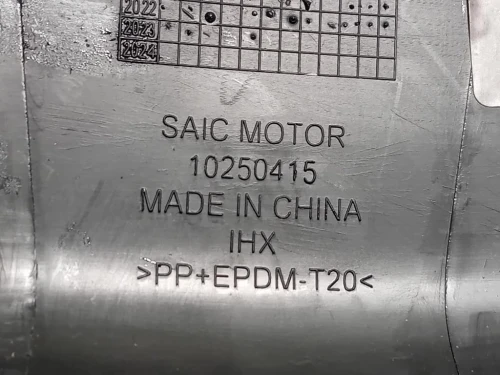 2022
2023
2024
SAIC MOTOR
10250415
MADE IN CHINA
IHX
>PP+EPDM-T20<